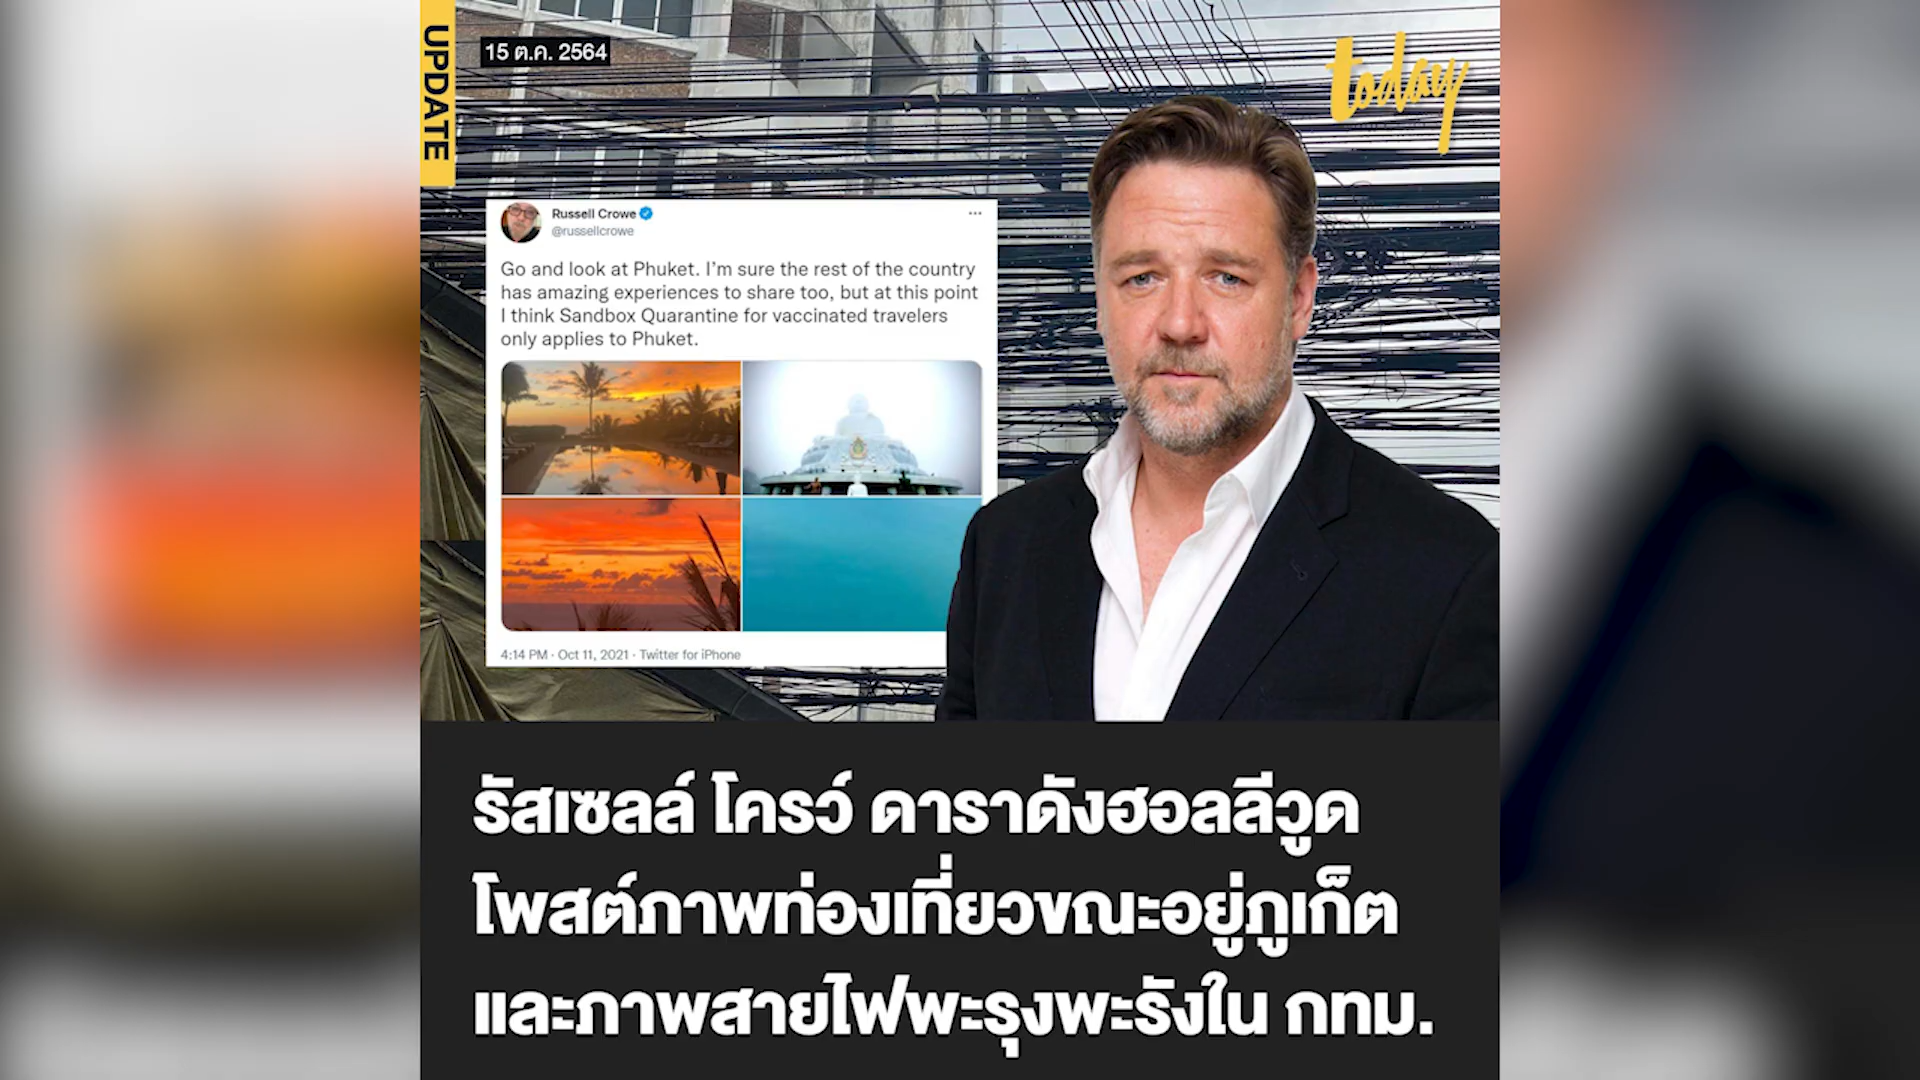 UPDATE
15 ต.ค. 2564
today
Russell Crowe
@russellcrowe
Go and look at Phuket. I'm sure the rest of the country
has amazing experiences to share too, but at this point
I think Sandbox Quarantine for vaccinated travelers
only applies to Phuket.
4:14 PM · Oct 11, 2021 · Twitter for iPhone
รัสเซลล์ โครว์ ดาราดังฮอลลีวูด
โพสต์ภาพท่องเที่ยวขณะอยู่ภูเก็ต
และภาพสายไฟพะรุงพะรังใน กทม.